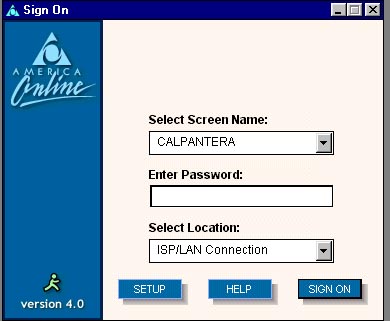 Sign On
AMERICA
Online
Select Screen Name:
CALPANTERA
Enter Password:
Select Location:
ISP/LAN Connection
version 4.0
SETUP
HELP
SIGN ON